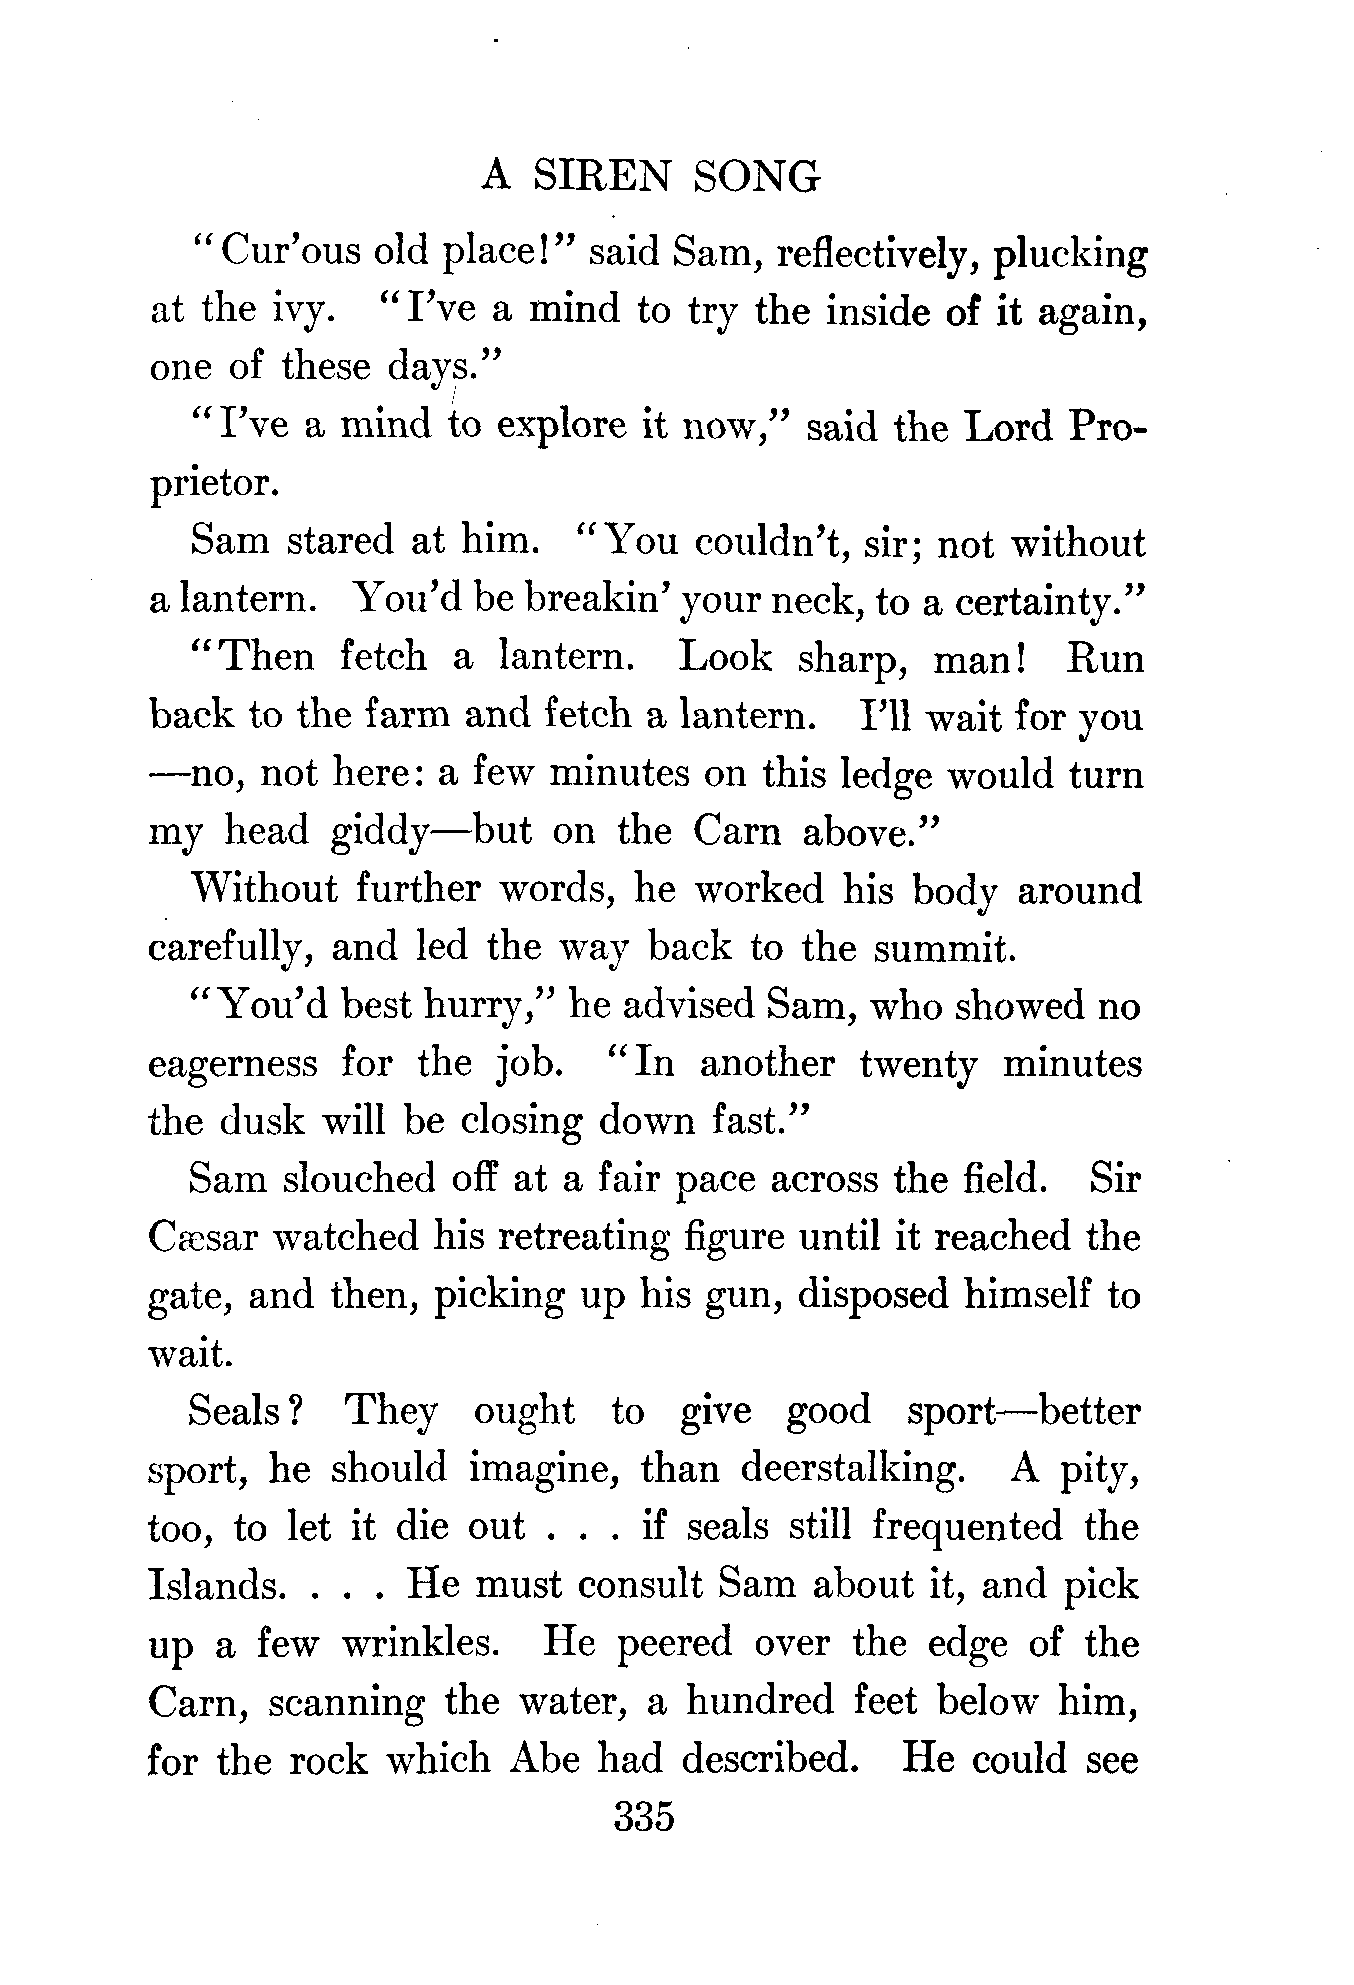 A SIREN SONG
"Cur'ous old place!" said Sam, reflectively, plucking
at the ivy. "I've a mind to try the inside of it again,
one of these days."
"I've a mind to explore it now," said the Lord Pro-
prietor.
Sam stared at him. "You couldn't, sir; not without
a lantern. You'd be breakin' your neck, to a certainty."
"Then fetch a lantern. Look sharp, man! Run
back to the farm and fetch a lantern. I'll wait for you
—no, not here: a few minutes on this ledge would turn
my head giddy—but on the Carn above."
Without further words, he worked his body around
carefully, and led the way back to the summit.
"You'd best hurry," he advised Sam, who showed no
eagerness for the job. "In another twenty minutes
the dusk will be closing down fast."
Sam slouched off at a fair pace across the field. Sir
Cæsar watched his retreating figure until it reached the
gate, and then, picking up his gun, disposed himself to
wait.
Seals? They ought to give good sport—better
sport, he should imagine, than deerstalking. A pity,
too, to let it die out . . . if seals still frequented the
Islands. . . . He must consult Sam about it, and pick
up a few wrinkles. He peered over the edge of the
Carn, scanning the water, a hundred feet below him,
for the rock which Abe had described. He could see
335